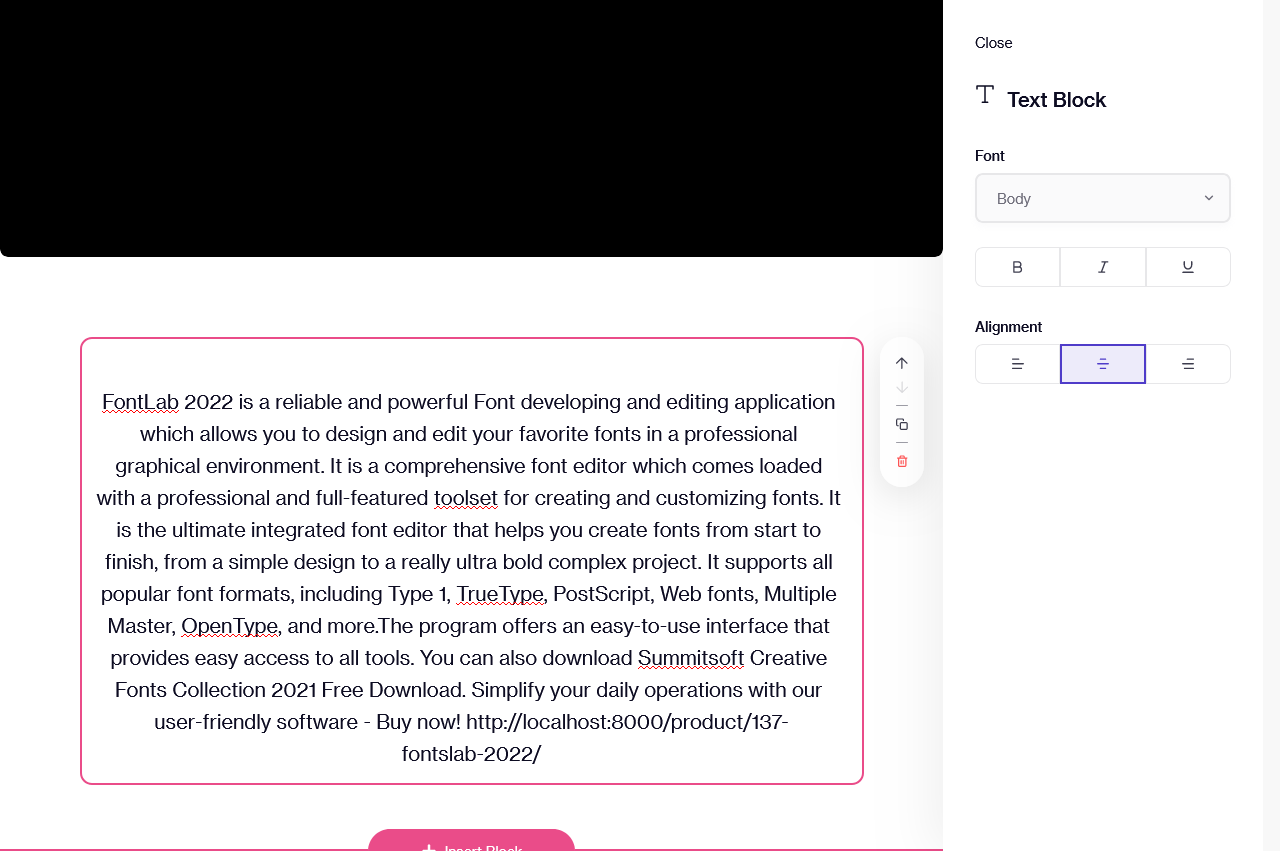 Close
Text Block
Font
Body
B I U
Alignment
FontLab 2022 is a reliable and powerful Font developing and editing application
which allows you to design and edit your favorite fonts in a professional
graphical environment. It is a comprehensive font editor which comes loaded
with a professional and full-featured toolset for creating and customizing fonts. It
is the ultimate integrated font editor that helps you create fonts from start to
finish, from a simple design to a really ultra bold complex project. It supports all
popular font formats, including Type 1, TrueType, PostScript, Web fonts, Multiple
Master, OpenType, and more.The program offers an easy-to-use interface that
provides easy access to all tools. You can also download Summitsoft Creative
Fonts Collection 2021 Free Download. Simplify your daily operations with our
user-friendly software - Buy now! http://localhost:8000/product/137-
fontslab-2022/
Insert Block